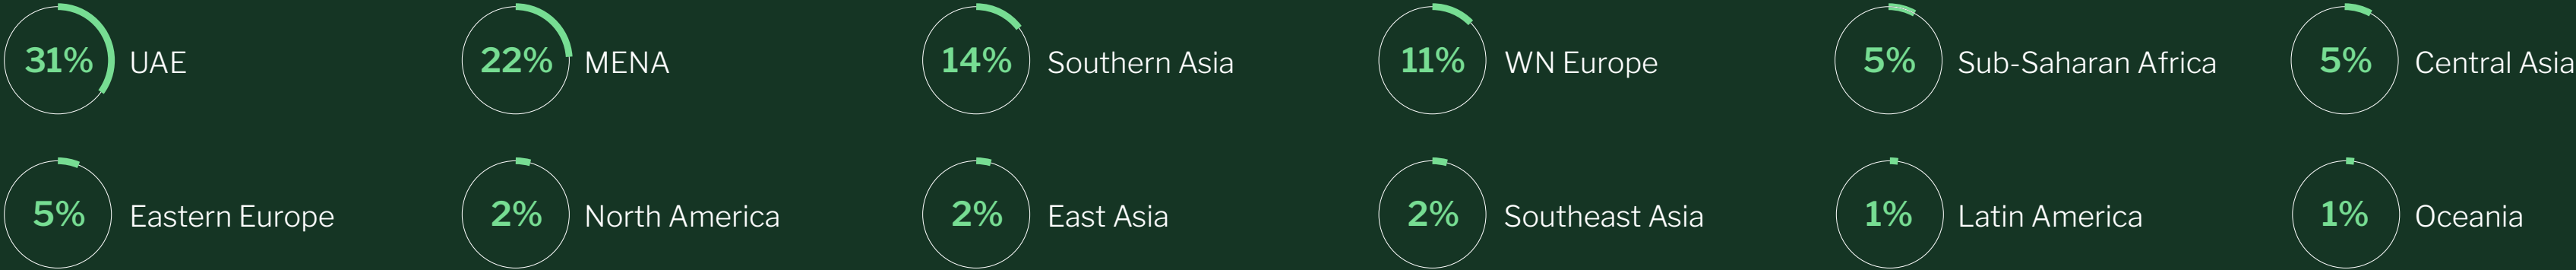 31% UAE
22% MENA
14% Southern Asia
11% WN Europe
5% Sub-Saharan Africa
5% Central Asia
5% Eastern Europe
2% North America
2% East Asia
2% Southeast Asia
1% Latin America
1% Oceania